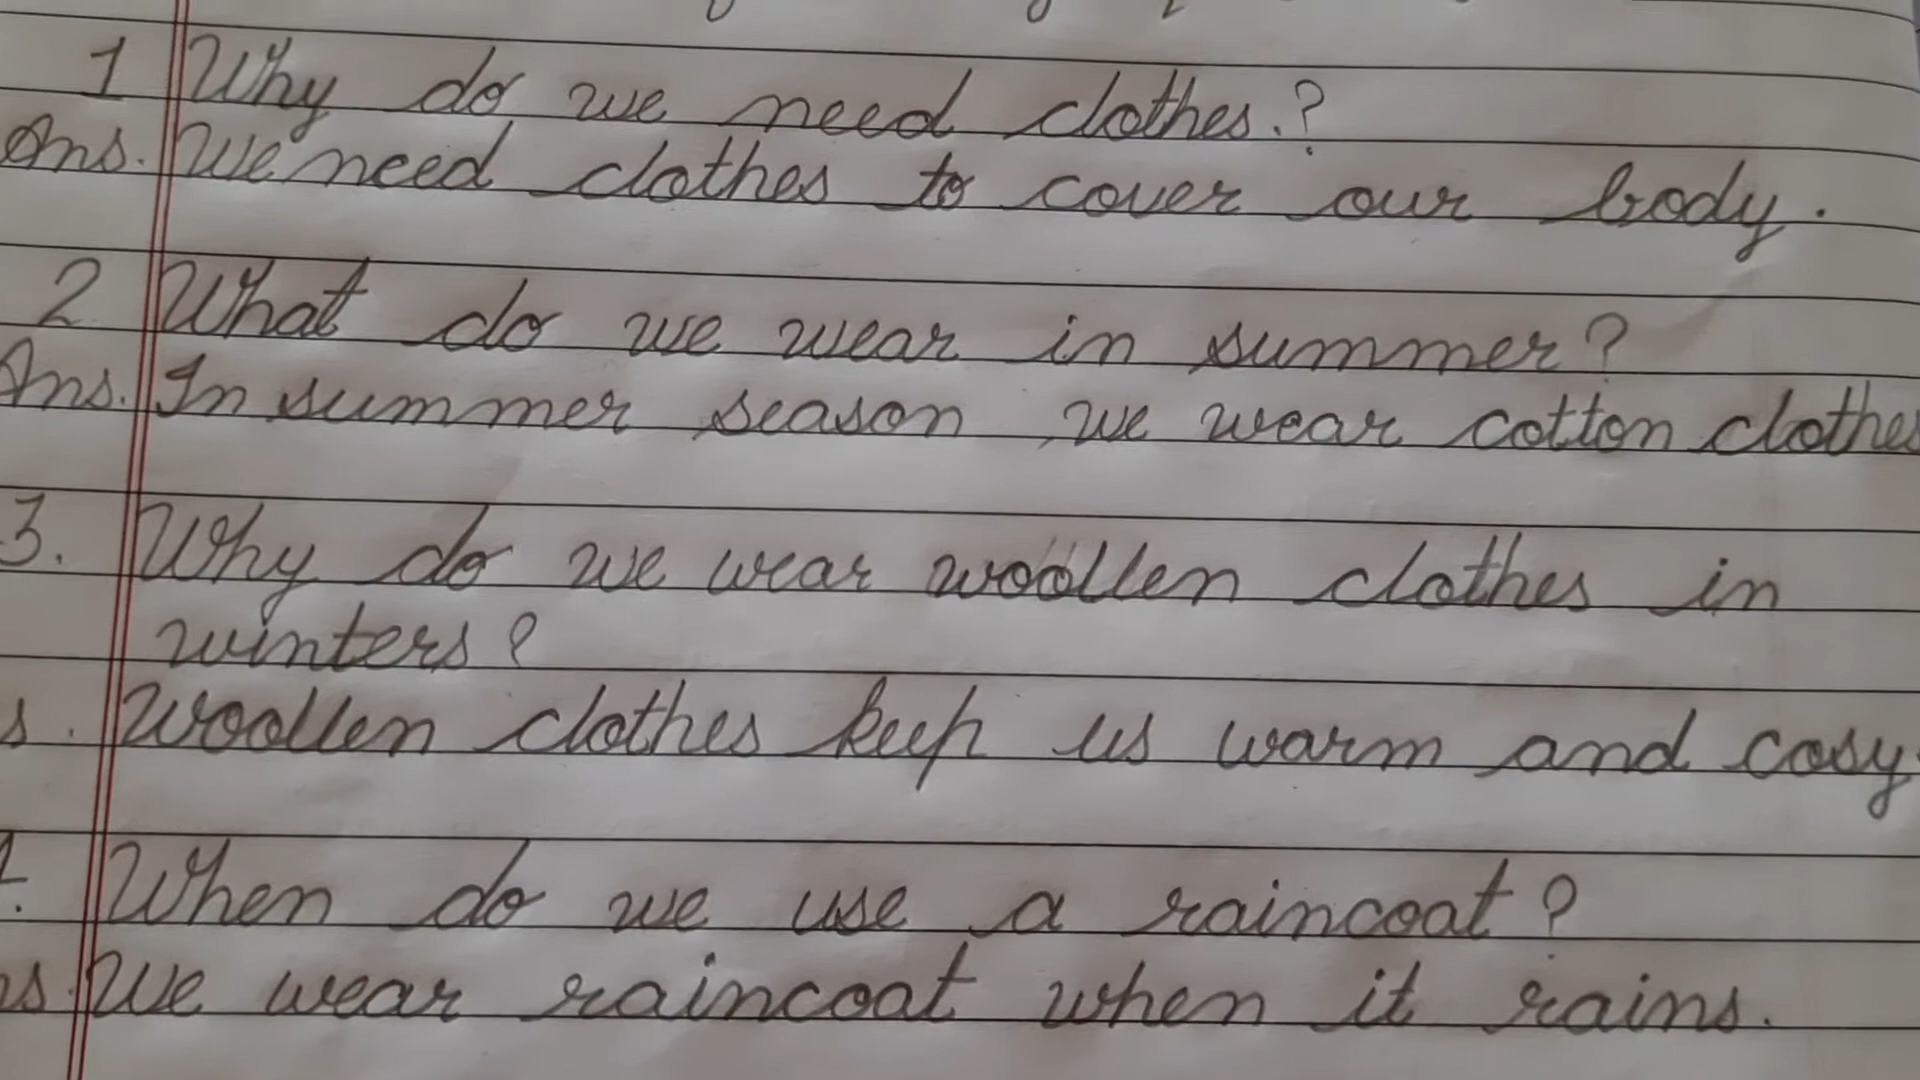 1 Why do we need clothes.?
Ans. We need clothes to cover our body.
2 What do we wear in summer?
Ans. In summer season we wear cotton clothes
3. Why do we wear woollen clothes in
winters?
s. Woollen clothes keep us warm and cosy
. When do we use a raincoat?
ns. We wear raincoat when it rains.